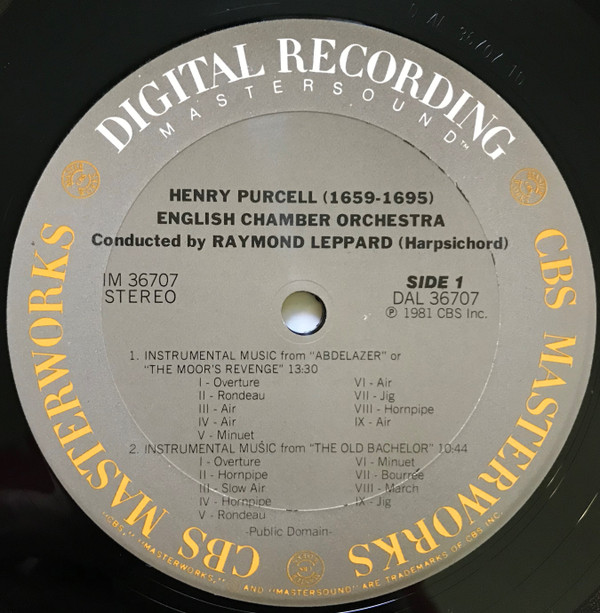 DIGITAL RECORDING
MASTERSOUND™
HENRY PURCELL (1659-1695)
ENGLISH CHAMBER ORCHESTRA
Conducted by RAYMOND LEPPARD (Harpsichord)
IM 36707
STEREO
SIDE 1
DAL 36707
℗ 1981 CBS Inc.
1. INSTRUMENTAL MUSIC from "ABDELAZER" or
"THE MOOR'S REVENGE" 13:30
I - Overture
II - Rondeau
III - Air
IV - Air
V - Minuet
VI - Air
VII - Jig
VIII - Hornpipe
IX - Air
2. INSTRUMENTAL MUSIC from "THE OLD BACHELOR" 10:44
I - Overture
II - Hornpipe
III - Slow Air
IV - Hornpipe
V - Rondeau
VI - Minuet
VII - Bourrée
VIII - March
IX - Jig
-Public Domain-
CBS MASTERWORKS
CBS MASTERWORKS
"CBS," "MASTERWORKS," AND "MASTERSOUND" ARE TRADEMARKS OF CBS INC.